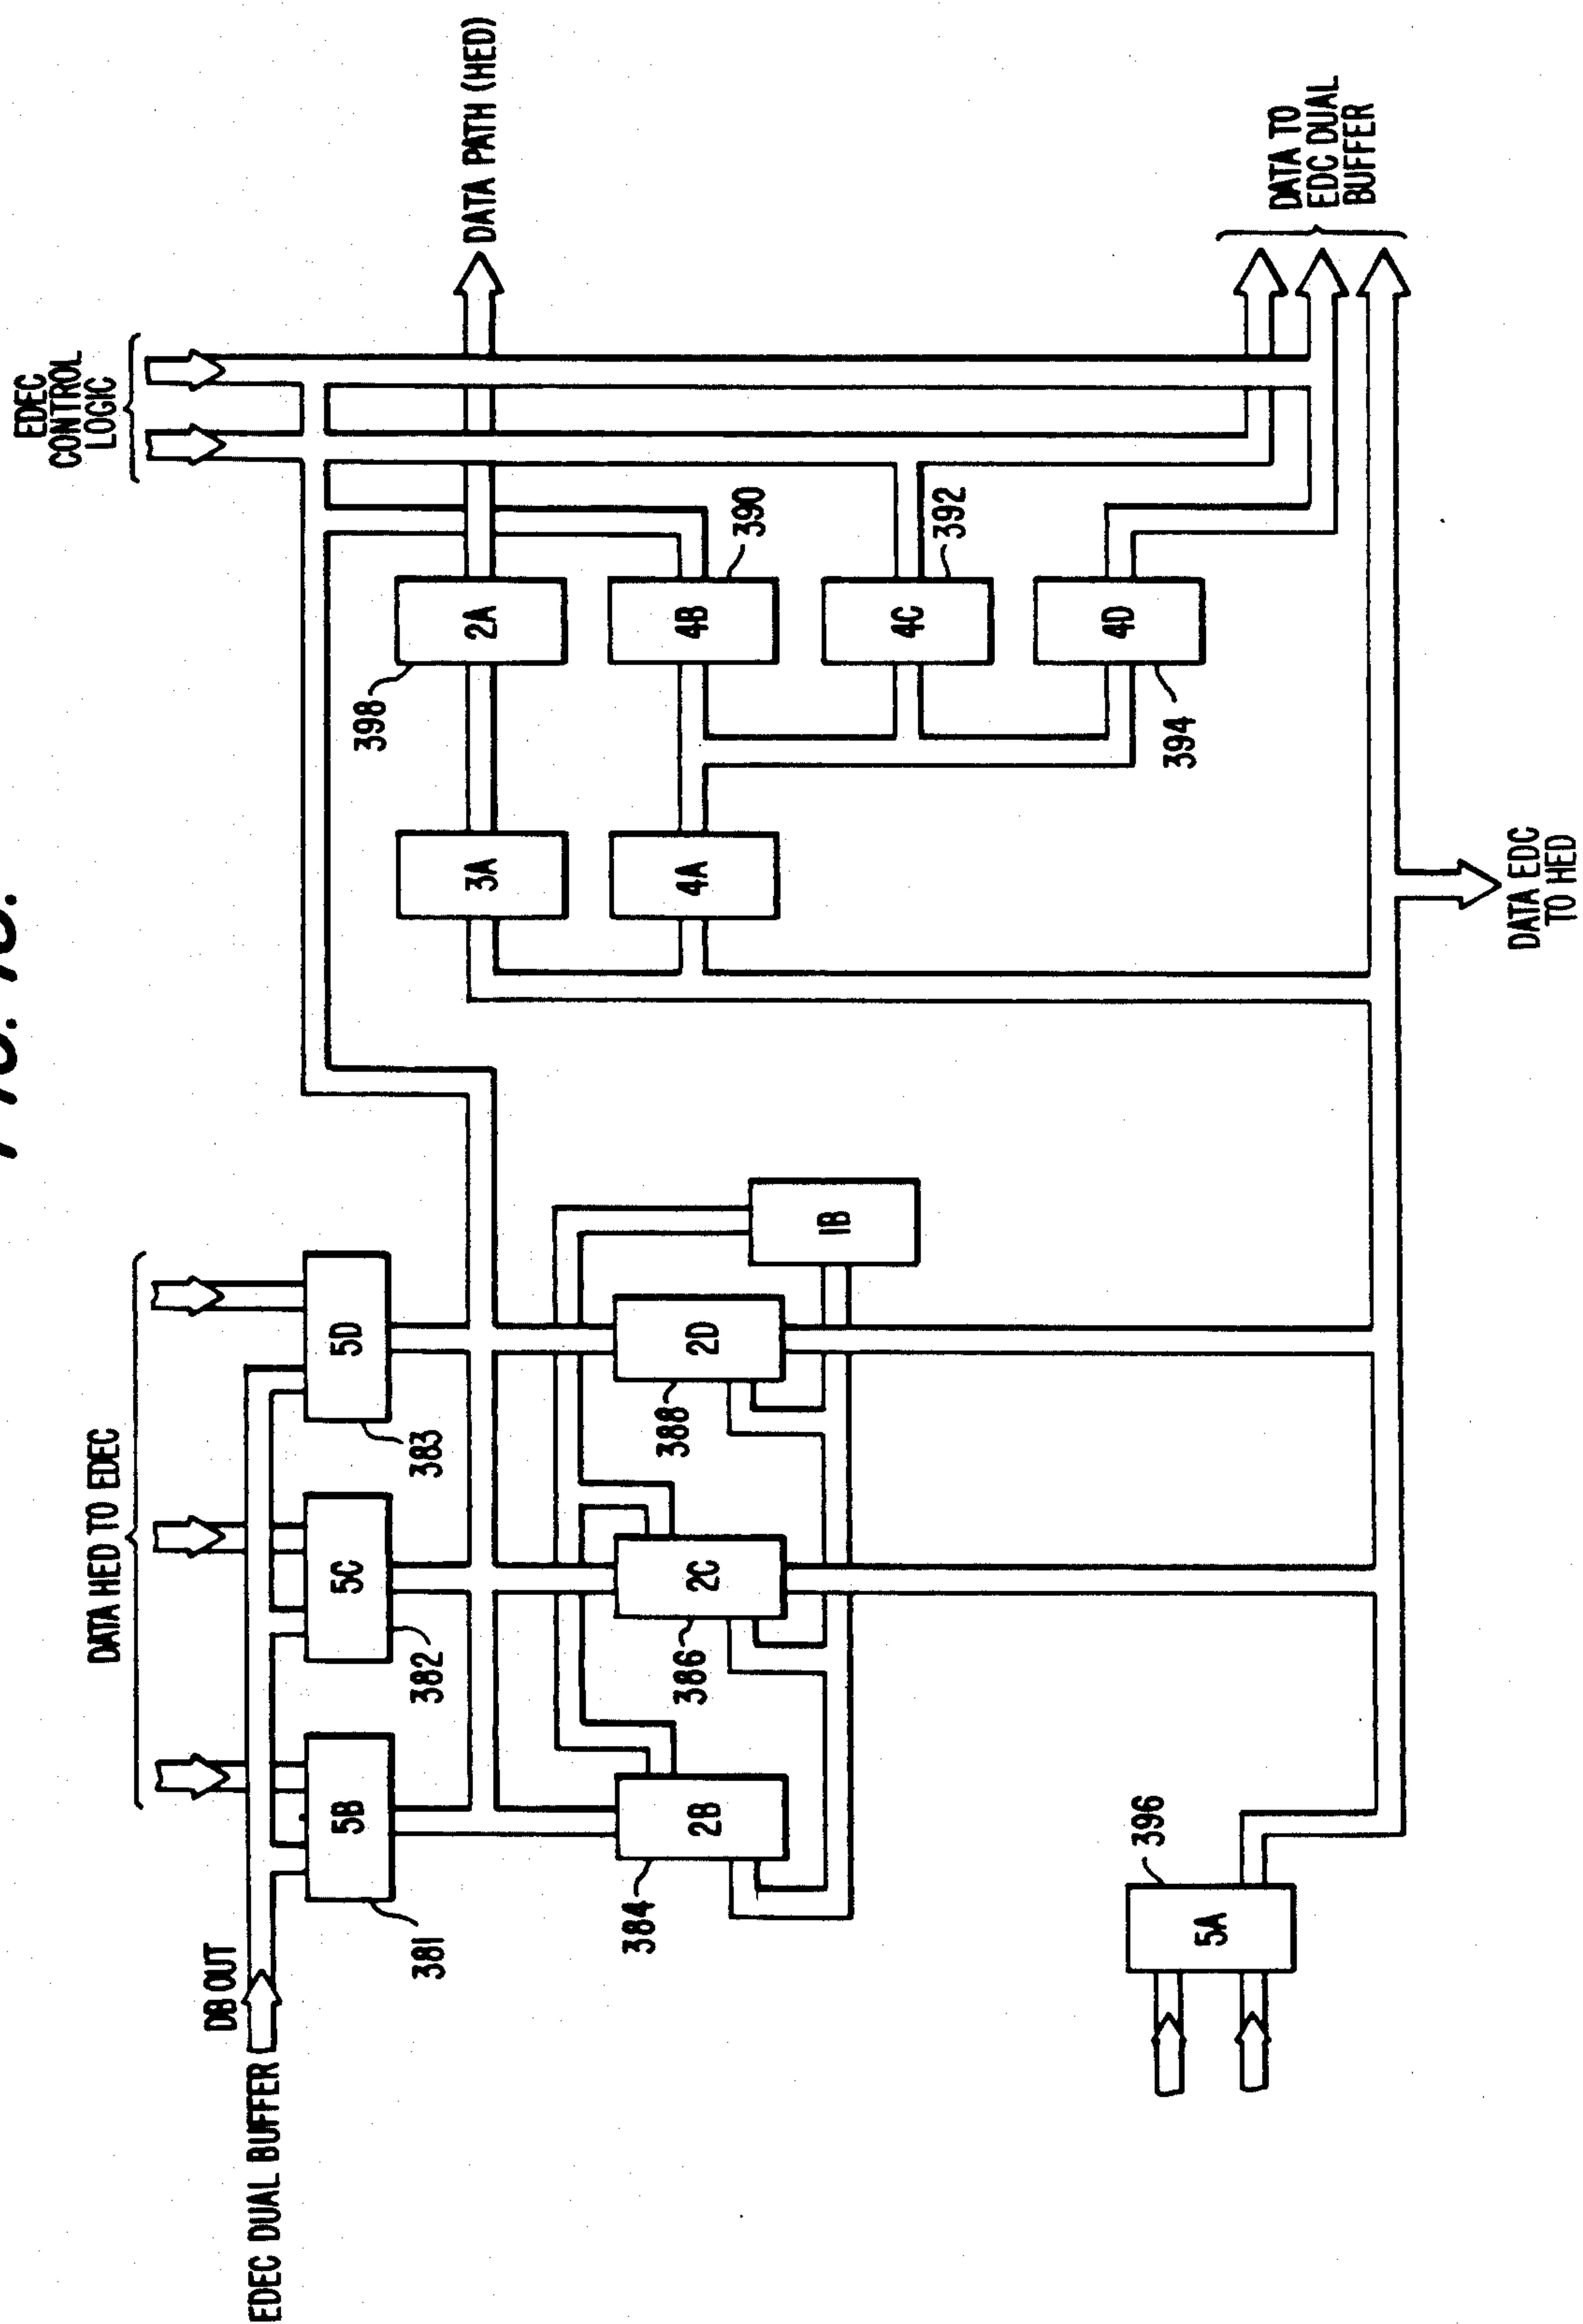 EDEC
CONTROL
LOGIC
DATA PATH (HED)
DATA HED TO EDEC
DB OUT
EDEC DUAL BUFFER
5B
5C
5D
381
382
383
2B
2C
2D
1B
384
386
388
3A
2A
398
4A
4B
390
4C
392
4D
394
5A
396
DATA TO
EDC DUAL
BUFFER
DATA EDC
TO HED